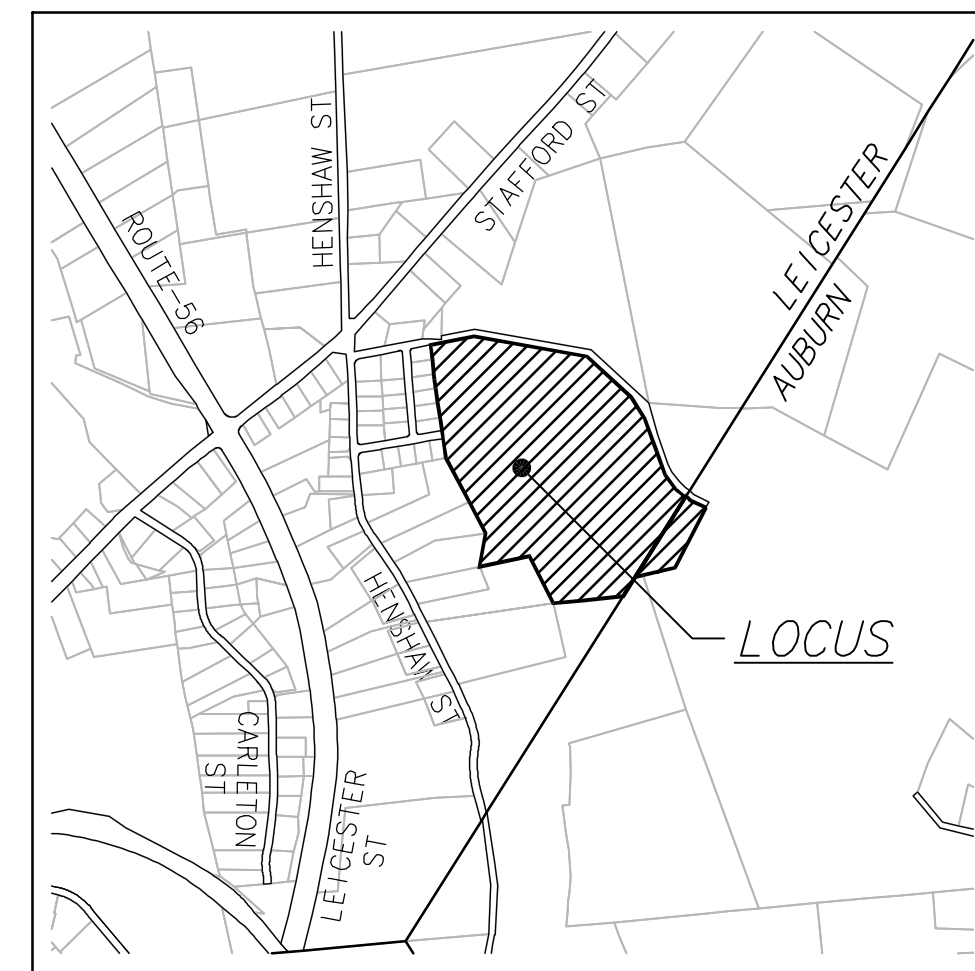 HENSHAW ST
STAFFORD ST
ROUTE-56
LEICESTER
AUBURN
HENSHAW ST
LOCUS
CARLETON
ST
LEICESTER
ST